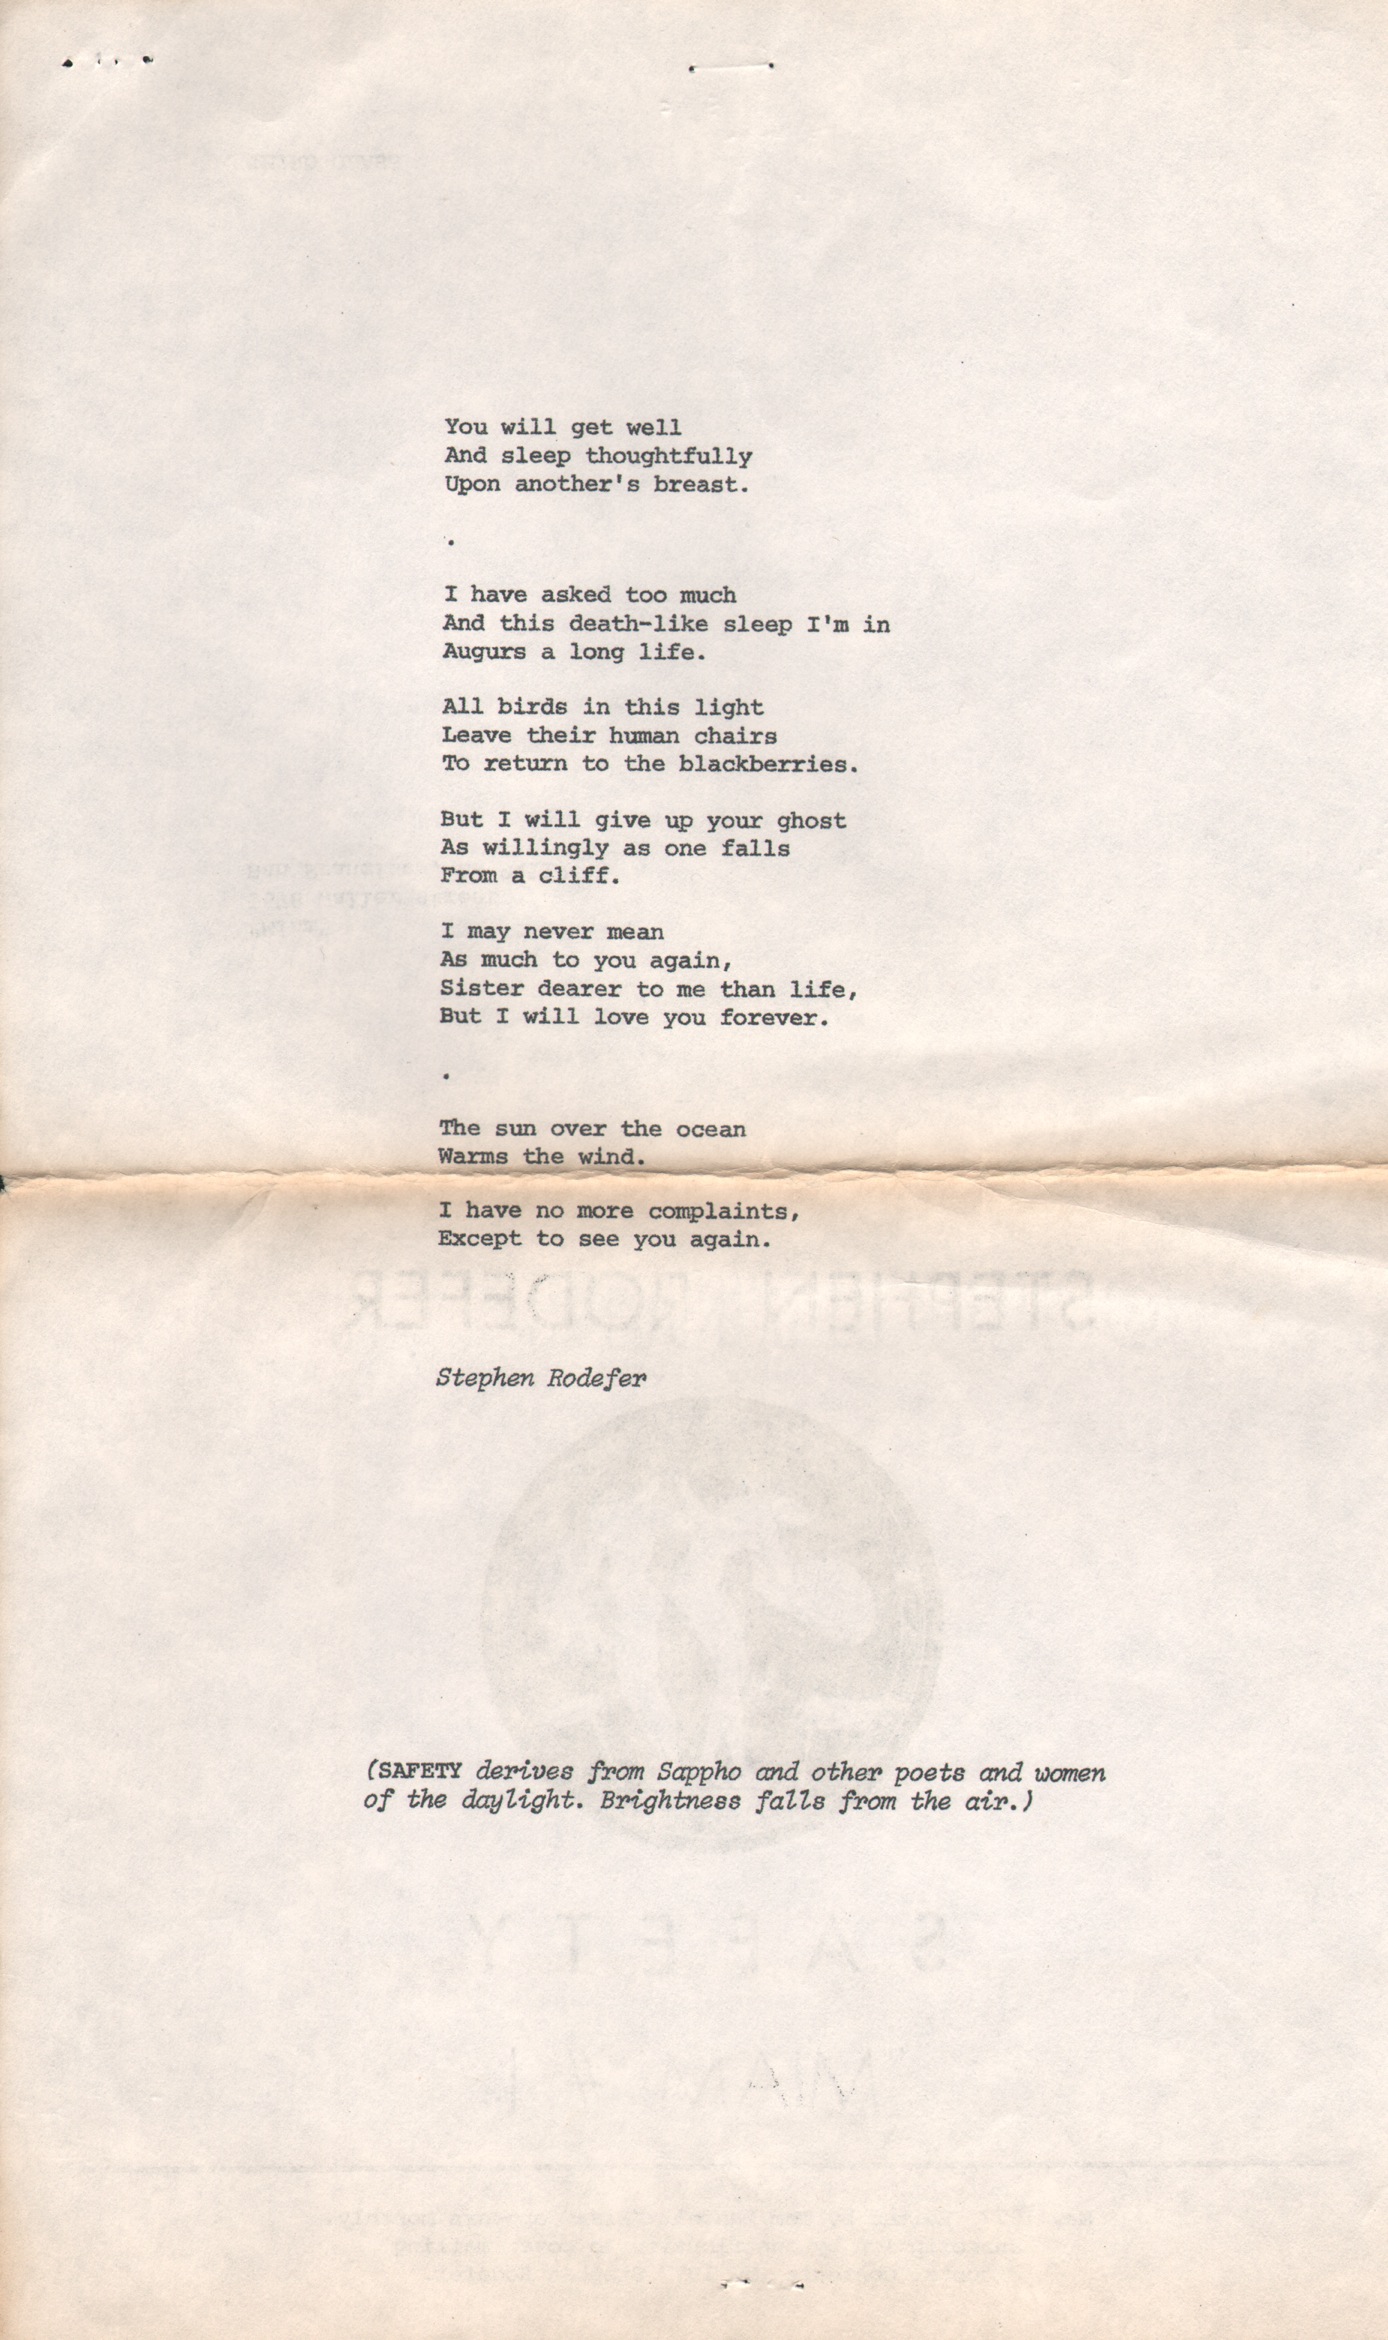 You will get well
And sleep thoughtfully
Upon another's breast.
.
I have asked too much
And this death-like sleep I'm in
Augurs a long life.
All birds in this light
Leave their human chairs
To return to the blackberries.
But I will give up your ghost
As willingly as one falls
From a cliff.
I may never mean
As much to you again,
Sister dearer to me than life,
But I will love you forever.
.
The sun over the ocean
Warms the wind.
I have no more complaints,
Except to see you again.
STEPHEN RODEFER
Stephen Rodefer
(SAFETY derives from Sappho and other poets and women
of the daylight. Brightness falls from the air.)
SAFETY